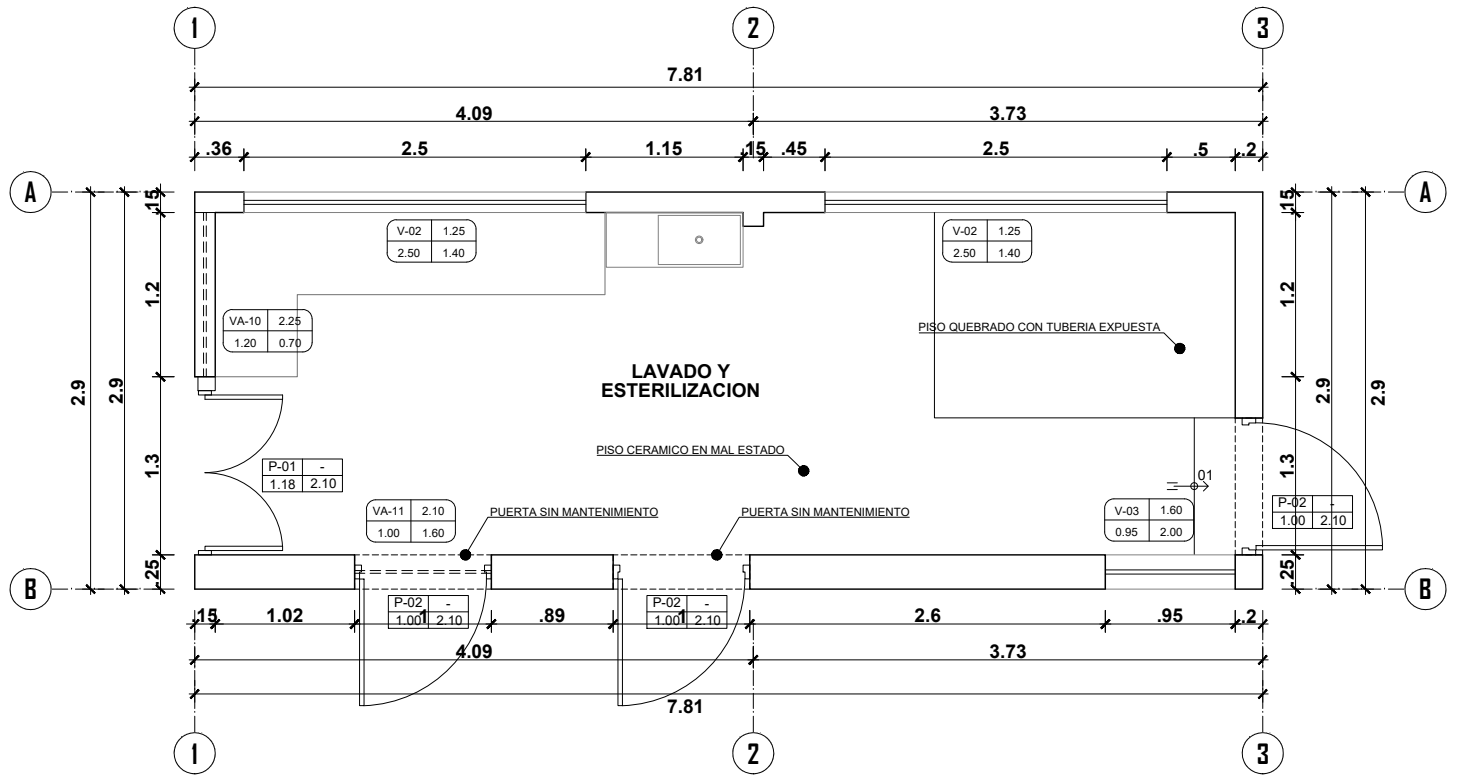 1 2 3
7.81
4.09 3.73
.36 2.5 1.15 .15 .45 2.5 .5 .2
A A
.15 .15
V-02 1.25
2.50 1.40
V-02 1.25
2.50 1.40
1.2 1.2
VA-10 2.25
1.20 0.70
PISO QUEBRADO CON TUBERIA EXPUESTA
LAVADO Y
ESTERILIZACION
2.9 2.9 2.9 2.9
PISO CERAMICO EN MAL ESTADO
1.3 1.3
P-01 -
1.18 2.10
01
VA-11 2.10
1.00 1.60
PUERTA SIN MANTENIMIENTO
PUERTA SIN MANTENIMIENTO
V-03 1.60
0.95 2.00
P-02 -
1.00 2.10
.25 .25
B B
P-02 -
1.00 2.10
P-02 -
1.00 2.10
.15 1.02 1 .89 1 2.6 .95 .2
4.09 3.73
7.81
1 2 3